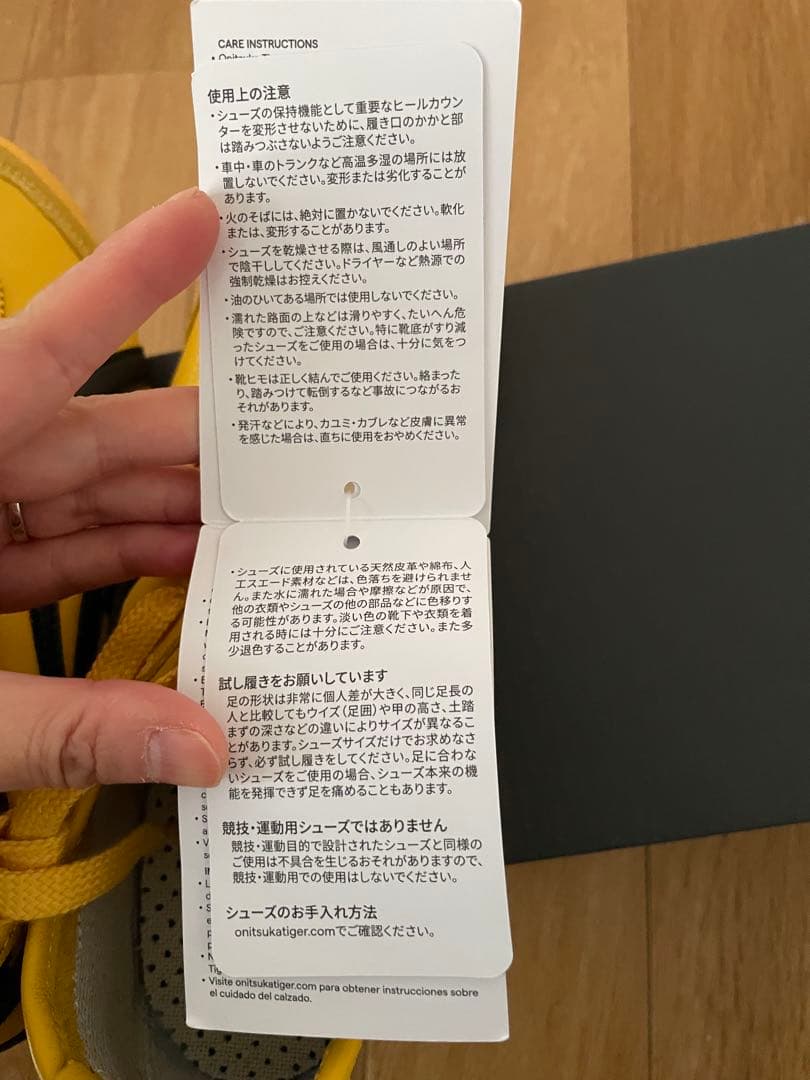 CARE INSTRUCTIONS
使用上の注意
・シューズの保持機能として重要なヒールカウン
ターを変形させないために、履き口のかかと部
は踏みつぶさないようご注意ください。
・車中・車のトランクなど高温多湿の場所には放
置しないでください。変形または劣化することが
あります。
・火のそばには、絶対に置かないでください。軟化
または、変形することがあります。
・シューズを乾燥させる際は、風通しのよい場所
で陰干ししてください。ドライヤーなど熱源での
強制乾燥はお控えください。
・油のひいてある場所では使用しないでください。
・濡れた路面の上などは滑りやすく、たいへん危
険ですので、ご注意ください。特に靴底がすり減
ったシューズをご使用の場合は、十分に気をつ
けてください。
・靴ヒモは正しく結んでご使用ください。絡まった
り、踏みつけて転倒するなど事故につながるお
それがあります。
・発汗などにより、カユミ・カブレなど皮膚に異常
を感じた場合は、直ちに使用をおやめください。
・シューズに使用されている天然皮革や綿布、人
工スエード素材などは、色落ちを避けられませ
ん。また水に濡れた場合や摩擦などが原因で、
他の衣類やシューズの他の部品などに色移りす
る可能性があります。淡い色の靴下や衣類を着
用される時には十分にご注意ください。また多
少退色することがあります。
試し履きをお願いしています
足の形状は非常に個人差が大きく、同じ足長の
人と比較してもウイズ（足囲）や甲の高さ、土踏
まずの深さなどの違いによりサイズが異なるこ
とがあります。シューズサイズだけでお求めなさ
らず、必ず試し履きをしてください。足に合わな
いシューズをご使用の場合、シューズ本来の機
能を発揮できず足を痛めることもあります。
競技・運動用シューズではありません
競技・運動目的で設計されたシューズと同様の
ご使用は不具合を生じるおそれがありますので、
競技・運動用での使用はしないでください。
シューズのお手入れ方法
onitsukatiger.comでご確認ください。
• Visite onitsukatiger.com para obtener instrucciones sobre
el cuidado del calzado.